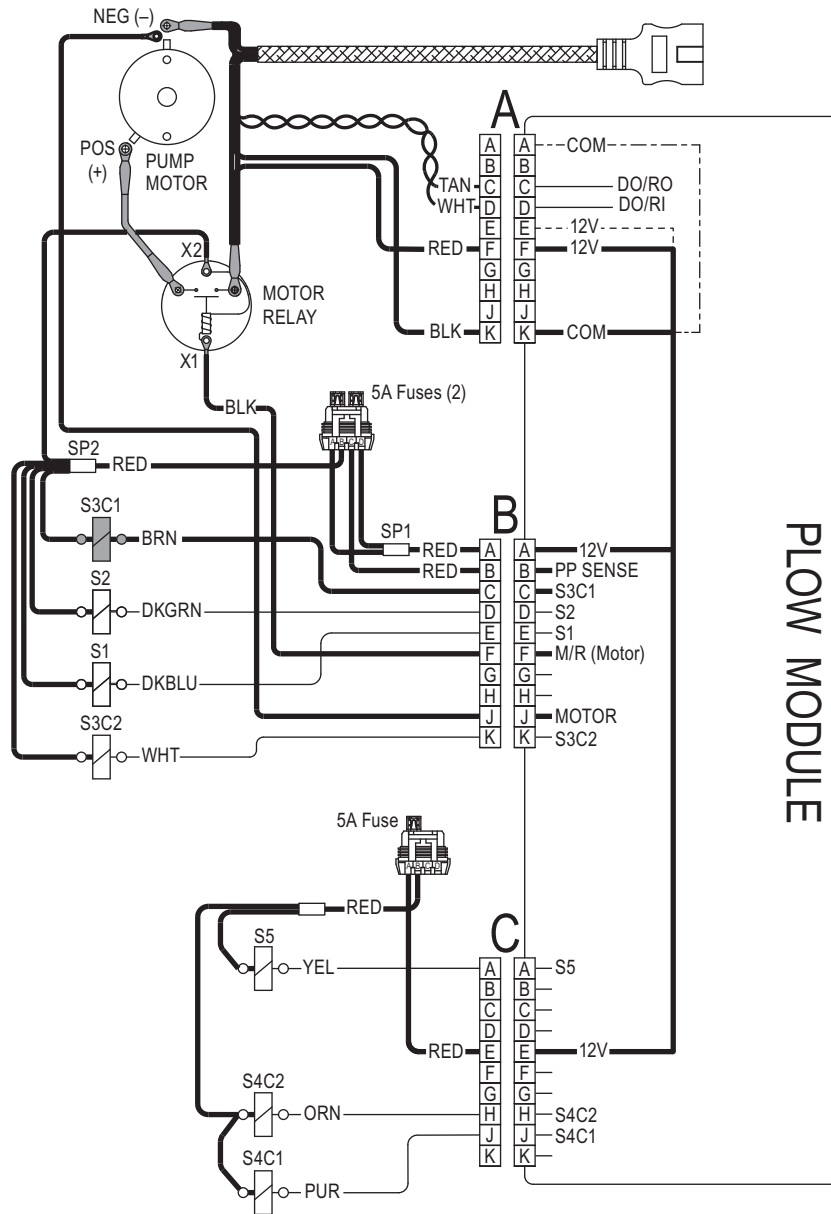 NEG (–)
POS
(+)
PUMP
MOTOR
X2
MOTOR
RELAY
X1
BLK
A
A
B
C
D
E
F
G
H
J
K
A
B
C
D
E
F
G
H
J
K
TAN
WHT
RED
BLK
COM
DO/RO
DO/RI
12V
12V
COM
5A Fuses (2)
A B C D
SP2
RED
SP1
RED
RED
S3C1
BRN
S2
DKGRN
S1
DKBLU
S3C2
WHT
B
A
B
C
D
E
F
G
H
J
K
A
B
C
D
E
F
G
H
J
K
12V
PP SENSE
S3C1
S2
S1
M/R (Motor)
MOTOR
S3C2
PLOW MODULE
5A Fuse
A B C D
RED
S5
YEL
RED
S4C2
ORN
S4C1
PUR
C
A
B
C
D
E
F
G
H
J
K
A
B
C
D
E
F
G
H
J
K
S5
12V
S4C2
S4C1